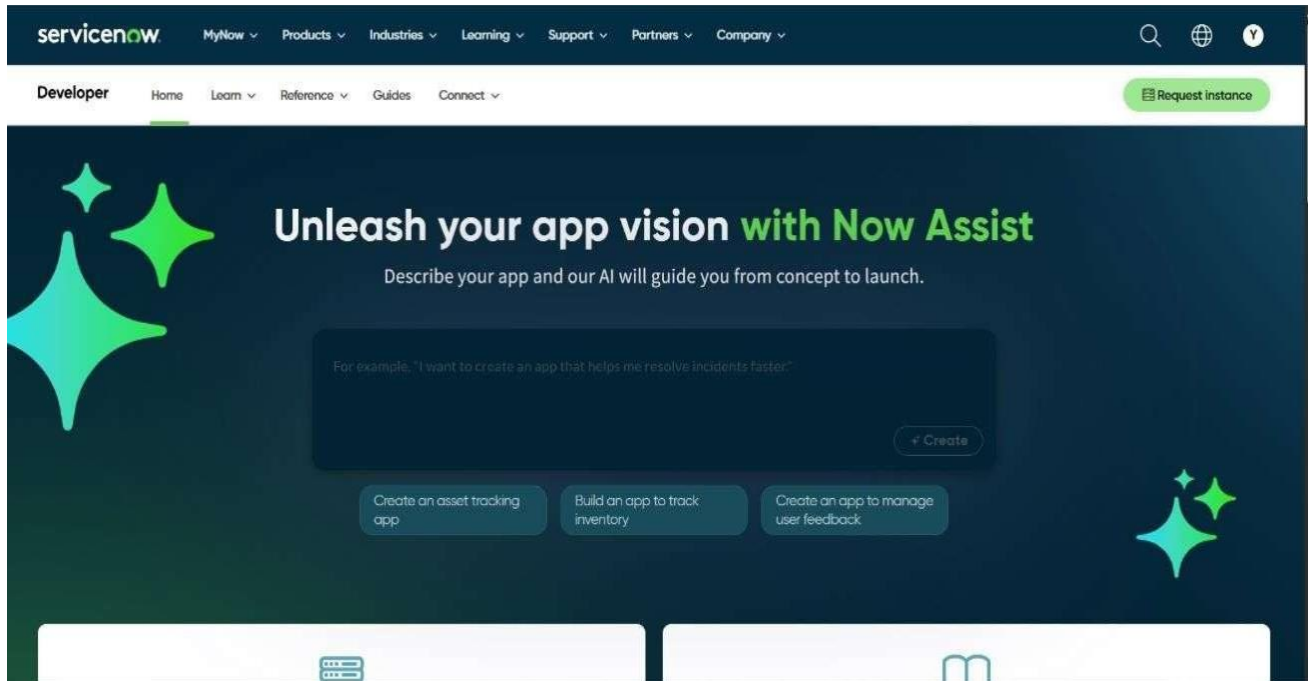 servicenow MyNow Products Industries Learning Support Partners Company Y
Developer Home Learn Reference Guides Connect Request instance
Unleash your app vision with Now Assist
Describe your app and our AI will guide you from concept to launch.
For example, "I want to create an app that helps me resolve incidents faster."
Create
Create an asset tracking
app
Build an app to track
inventory
Create an app to manage
user feedback